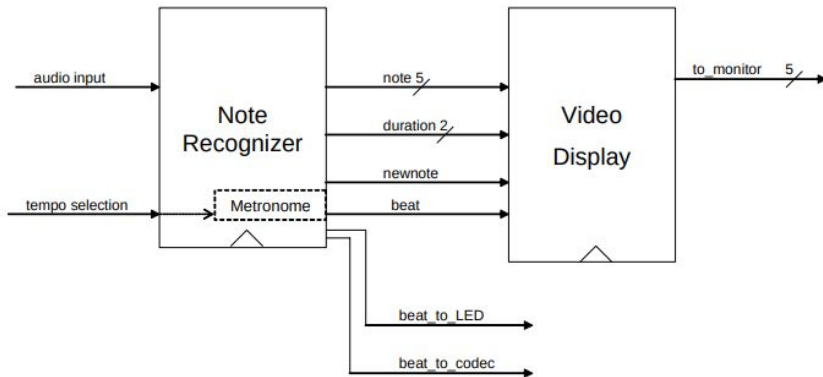 audio input
tempo selection
Note
Recognizer
Metronome
note 5
duration 2
newnote
beat
Video
Display
to_monitor 5
beat_to_LED
beat_to_codec